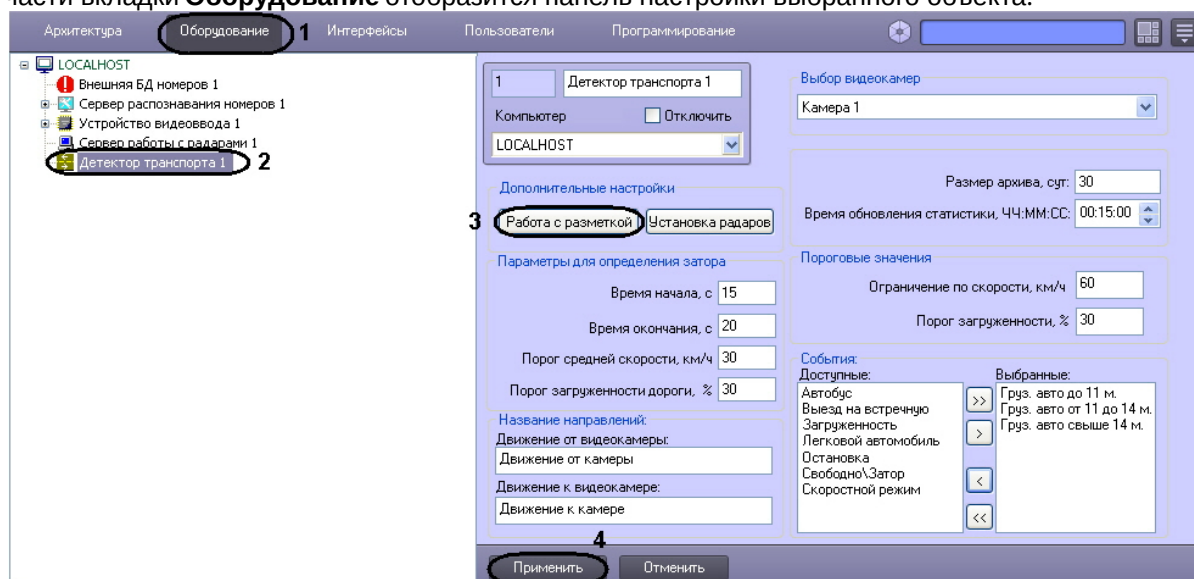 части вкладки Оборудование отобразится панель настройки выбранного объекта.
Архитектура Оборудование 1 Интерфейсы Пользователи Программирование
LOCALHOST
Внешняя БД номеров 1
Сервер распознавания номеров 1
Устройство видеоввода 1
Сервер работы с радарами 1
Детектор транспорта 1 2
1 Детектор транспорта 1
Компьютер Отключить
LOCALHOST
Дополнительные настройки
3 Работа с разметкой Установка радаров
Параметры для определения затора
Время начала, с 15
Время окончания, с 20
Порог средней скорости, км/ч 30
Порог загруженности дороги, % 30
Название направлений:
Движение от видеокамеры:
Движение от камеры
Движение к видеокамере:
Движение к камере
Выбор видеокамер
Камера 1
Размер архива, сут: 30
Время обновления статистики, ЧЧ:ММ:СС: 00:15:00
Пороговые значения
Ограничение по скорости, км/ч 60
Порог загруженности, % 30
События:
Доступные:
Автобус
Выезд на встречную
Загруженность
Легковой автомобиль
Остановка
Свободно\Затор
Скоростной режим
>>
>
<
<<
Выбранные:
Груз. авто до 11 м.
Груз. авто от 11 до 14 м.
Груз. авто свыше 14 м.
4
Применить Отменить